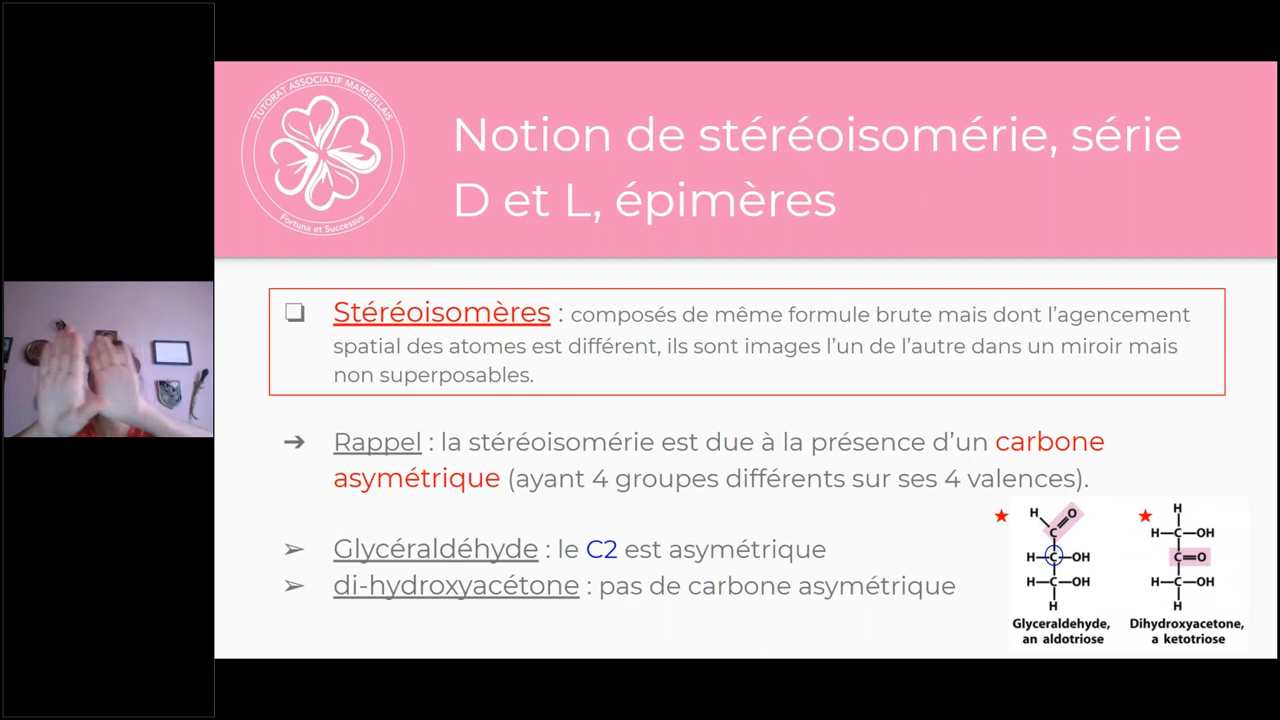 TUTORAT ASSOCIATIF MARSEILLAIS
Fortuna et Successus
Notion de stéréoisomérie, série
D et L, épimères
❏ Stéréoisomères : composés de même formule brute mais dont l’agencement
spatial des atomes est différent, ils sont images l’un de l’autre dans un miroir mais
non superposables.
➔ Rappel : la stéréoisomérie est due à la présence d’un carbone
asymétrique (ayant 4 groupes différents sur ses 4 valences).
➢ Glycéraldéhyde : le C2 est asymétrique
➢ di-hydroxyacétone : pas de carbone asymétrique
H O
C
H—C—OH
H—C—OH
H
Glyceraldehyde,
an aldotriose
H
H—C—OH
C=O
H—C—OH
H
Dihydroxyacetone,
a ketotriose